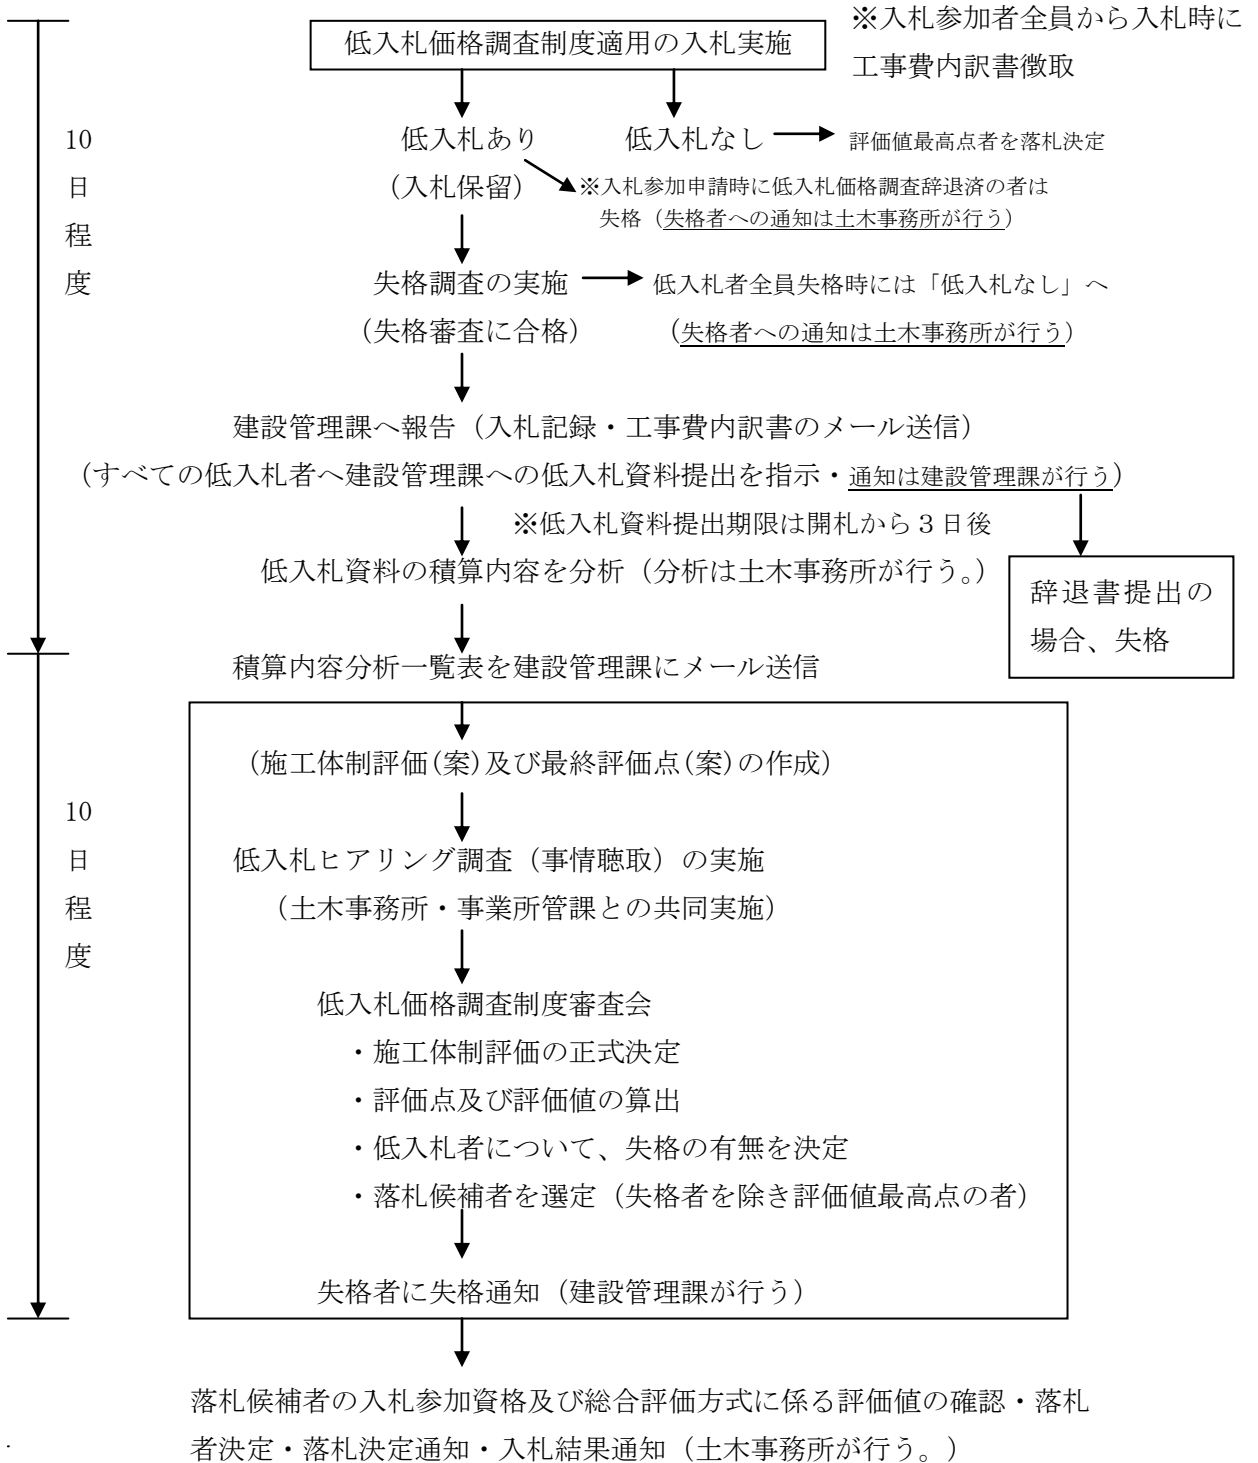 ※入札参加者全員から入札時に
工事費内訳書徴取
低入札価格調査制度適用の入札実施
10
日
程
度
低入札あり
(入札保留)
低入札なし
評価値最高点者を落札決定
※入札参加申請時に低入札価格調査辞退済の者は
失格（失格者への通知は土木事務所が行う）
失格調査の実施
(失格審査に合格)
低入札者全員失格時には「低入札なし」へ
（失格者への通知は土木事務所が行う）
建設管理課へ報告（入札記録・工事費内訳書のメール送信）
(すべての低入札者へ建設管理課への低入札資料提出を指示・通知は建設管理課が行う)
※低入札資料提出期限は開札から３日後
低入札資料の積算内容を分析（分析は土木事務所が行う。）
辞退書提出の
場合、失格
積算内容分析一覧表を建設管理課にメール送信
10
日
程
度
(施工体制評価(案)及び最終評価点(案)の作成)
低入札ヒアリング調査（事情聴取）の実施
（土木事務所・事業所管課との共同実施）
低入札価格調査制度審査会
・施工体制評価の正式決定
・評価点及び評価値の算出
・低入札者について、失格の有無を決定
・落札候補者を選定（失格者を除き評価値最高点の者）
失格者に失格通知（建設管理課が行う）
落札候補者の入札参加資格及び総合評価方式に係る評価値の確認・落札
者決定・落札決定通知・入札結果通知（土木事務所が行う。）